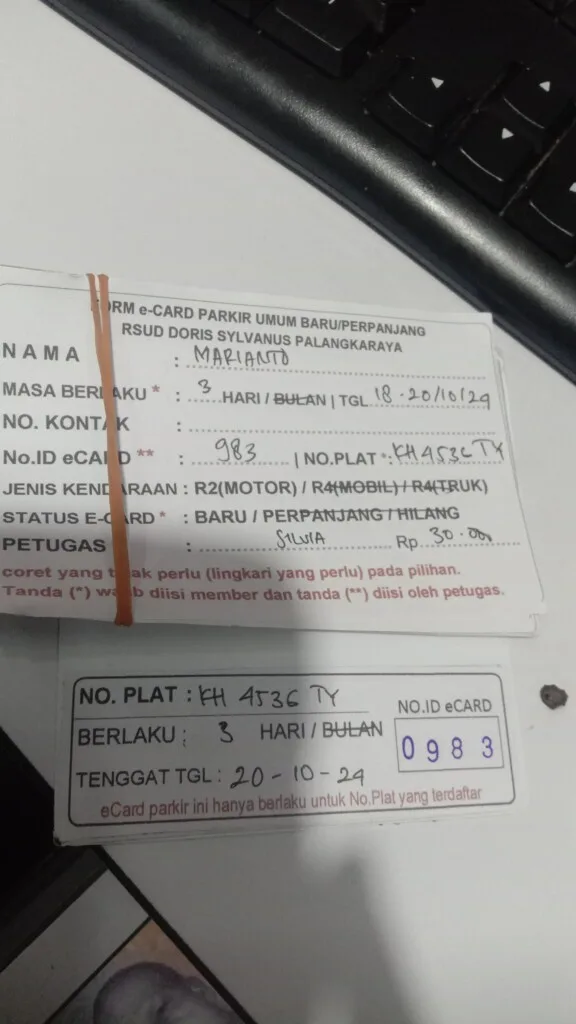 FORM e-CARD PARKIR UMUM BARU/PERPANJANG
RSUD DORIS SYLVANUS PALANGKARAYA
NAMA : MARIANTO
MASA BERLAKU * : 3 HARI / BULAN | TGL 18-20/10/24
NO. KONTAK :
No.ID eCARD ** : 983 | NO.PLAT * : KH 4536 TY
JENIS KENDARAAN : R2(MOTOR) / R4(MOBIL) / R4(TRUK)
STATUS E-CARD * : BARU / PERPANJANG / HILANG
PETUGAS : SILVIA Rp. 30.000
coret yang tidak perlu (lingkari yang perlu) pada pilihan.
Tanda (*) wajib diisi member dan tanda (**) diisi oleh petugas.
NO. PLAT : KH 4536 TY
NO.ID eCARD
BERLAKU : 3 HARI / BULAN
0983
TENGGAT TGL : 20-10-24
eCard parkir ini hanya berlaku untuk No.Plat yang terdaftar